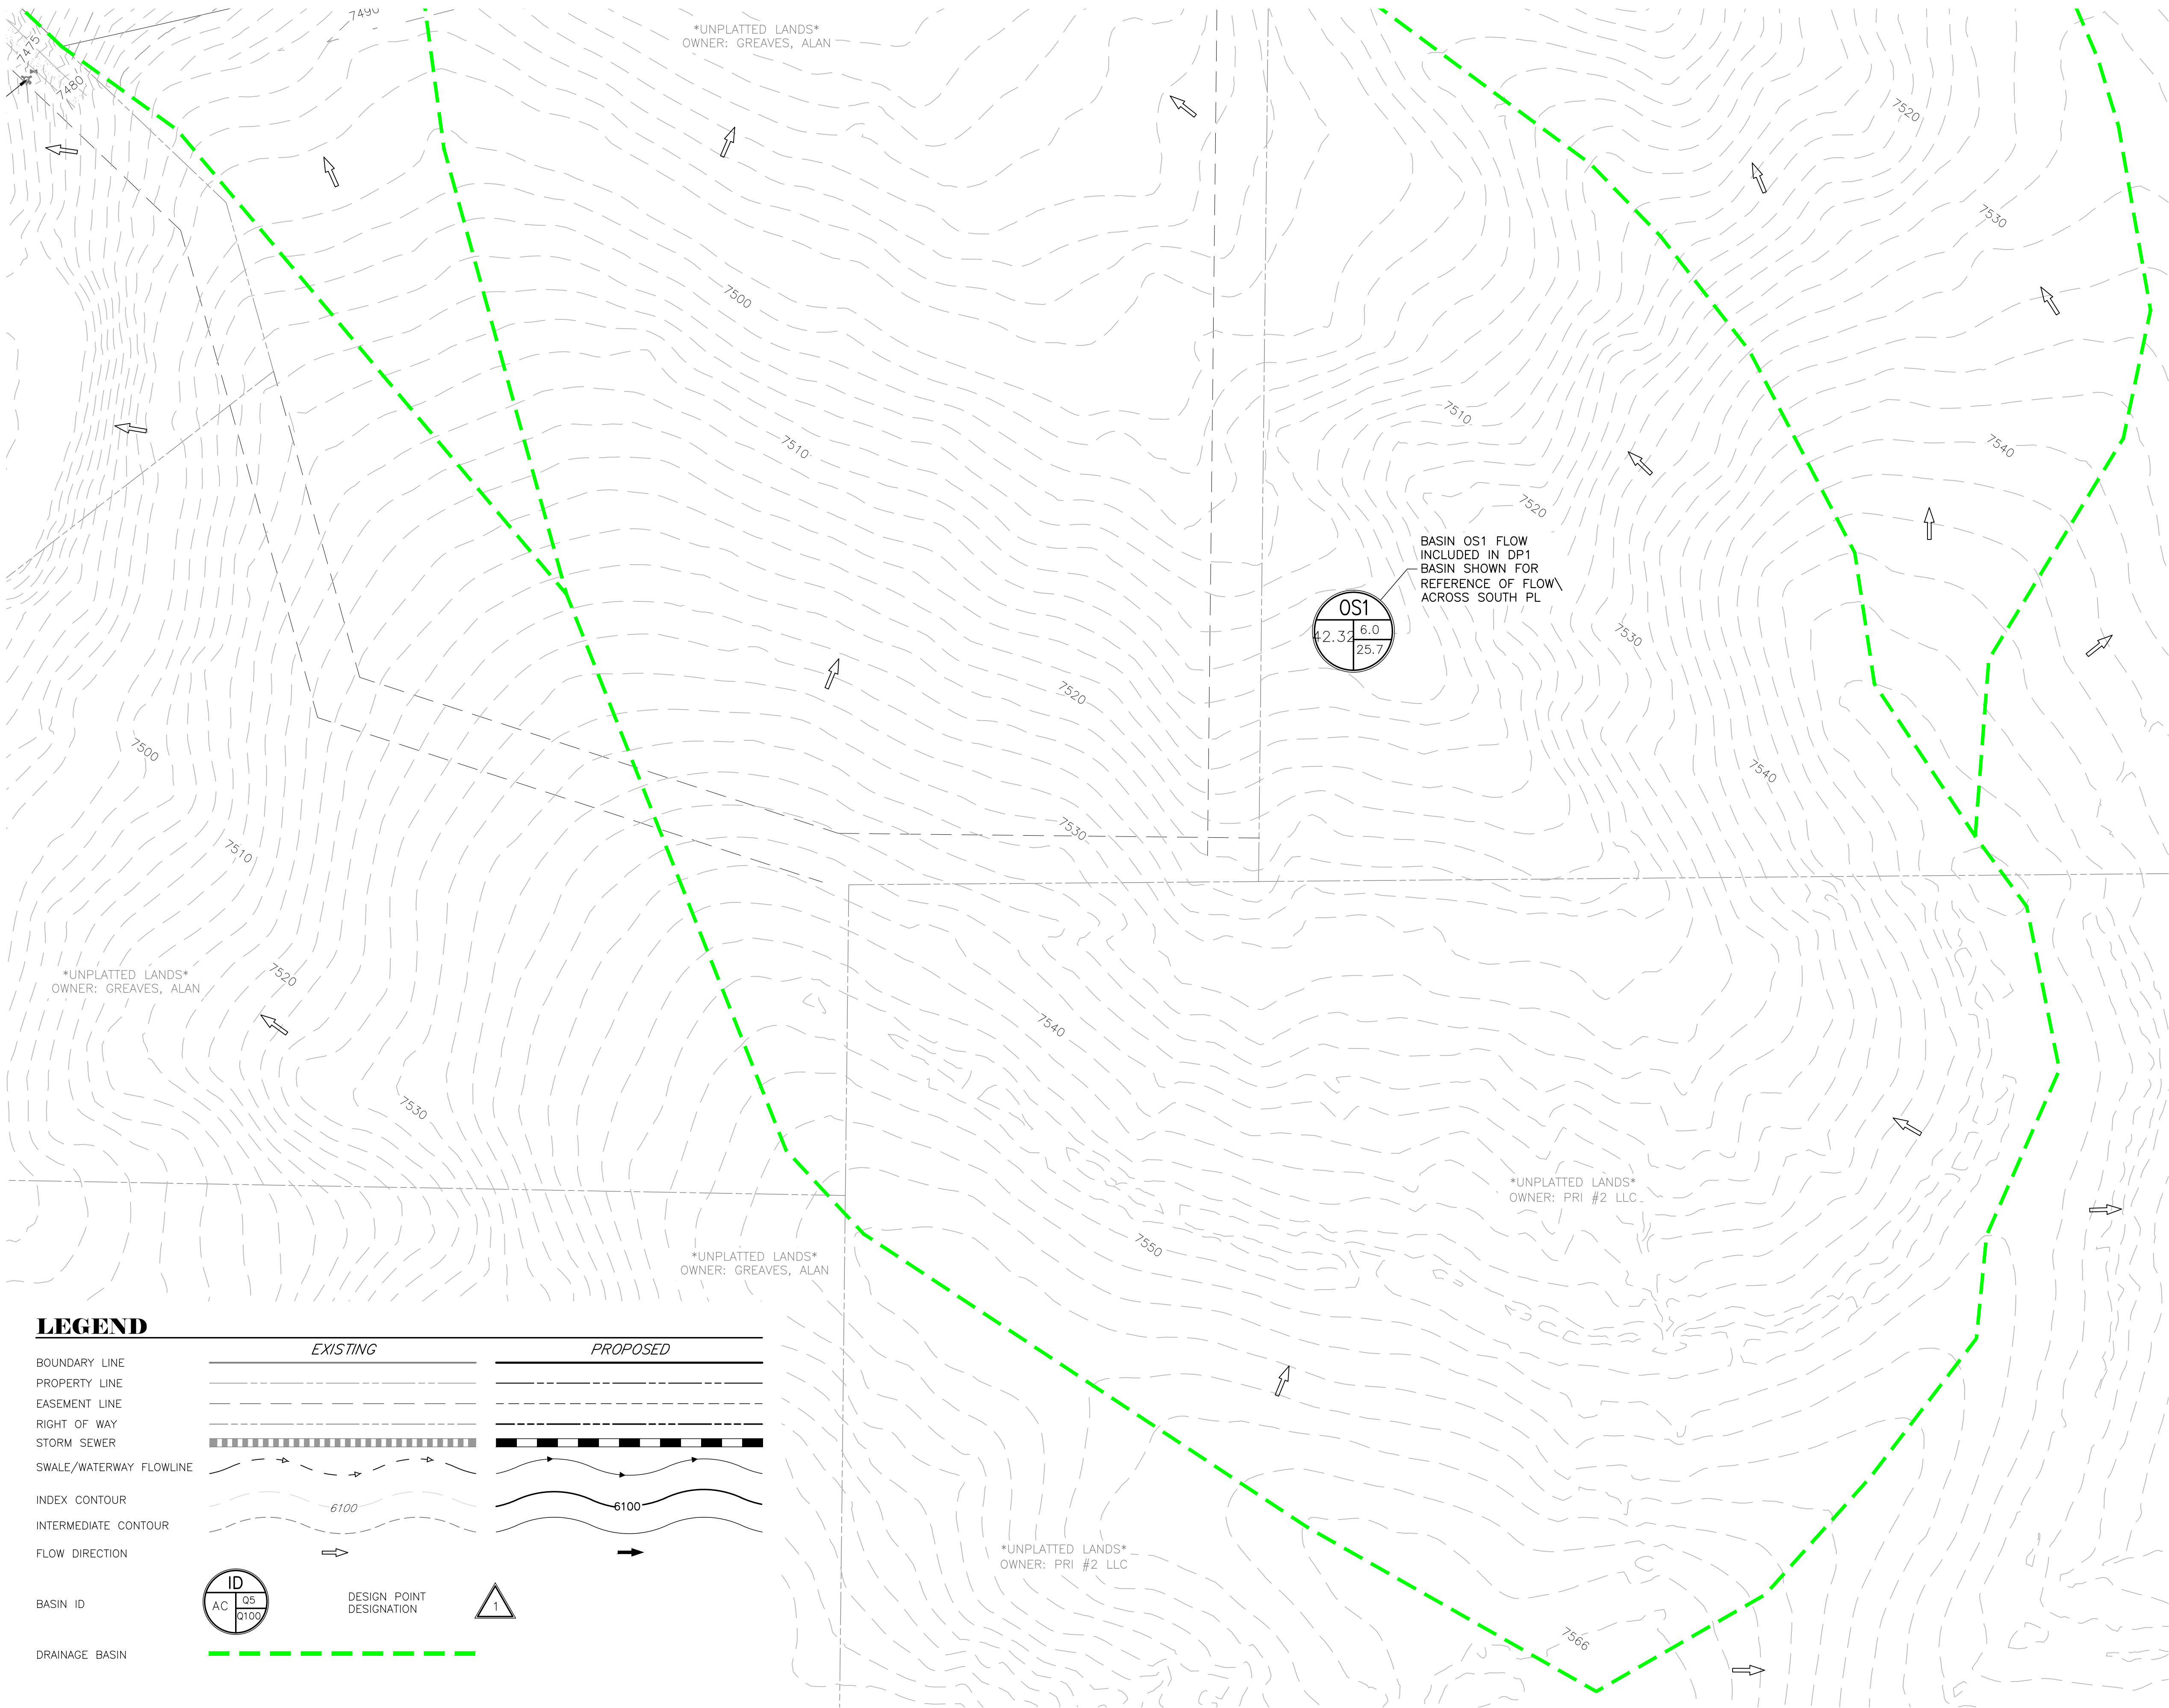 7490
*UNPLATTED LANDS*
OWNER: GREAVES, ALAN
7475
7480
7520
7530
7500
7510
7510
7540
7520
BASIN OS1 FLOW
INCLUDED IN DP1
BASIN SHOWN FOR
REFERENCE OF FLOW\
ACROSS SOUTH PL
OS1
42.32
6.0
25.7
7530
7520
7500
7540
7530
7510
*UNPLATTED LANDS*
OWNER: GREAVES, ALAN
7520
7540
7530
*UNPLATTED LANDS*
OWNER: PRI #2 LLC
7550
*UNPLATTED LANDS*
OWNER: GREAVES, ALAN
*UNPLATTED LANDS*
OWNER: PRI #2 LLC
7566
LEGEND
EXISTING
PROPOSED
BOUNDARY LINE
PROPERTY LINE
EASEMENT LINE
RIGHT OF WAY
STORM SEWER
SWALE/WATERWAY FLOWLINE
INDEX CONTOUR
6100
6100
INTERMEDIATE CONTOUR
FLOW DIRECTION
BASIN ID
ID
AC
Q5
Q100
DESIGN POINT
DESIGNATION
1
DRAINAGE BASIN